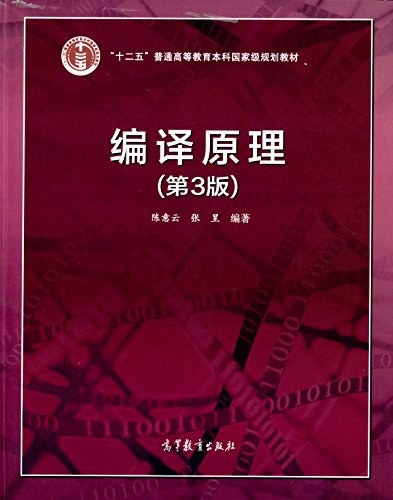 “十二五”普通高等教育本科国家级规划教材
编译原理
(第3版)
陈意云 张昱 编著
高等教育出版社